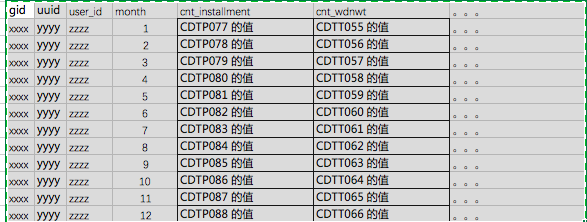 gid uuid user_id month cnt_installment cnt_wdnwt 。。。
xxxx yyyy zzzz 1 CDTP077 的值 CDTT055 的值 。。。
xxxx yyyy zzzz 2 CDTP078 的值 CDTT056 的值 。。。
xxxx yyyy zzzz 3 CDTP079 的值 CDTT057 的值 。。。
xxxx yyyy zzzz 4 CDTP080 的值 CDTT058 的值 。。。
xxxx yyyy zzzz 5 CDTP081 的值 CDTT059 的值 。。。
xxxx yyyy zzzz 6 CDTP082 的值 CDTT060 的值 。。。
xxxx yyyy zzzz 7 CDTP083 的值 CDTT061 的值 。。。
xxxx yyyy zzzz 8 CDTP084 的值 CDTT062 的值 。。。
xxxx yyyy zzzz 9 CDTP085 的值 CDTT063 的值 。。。
xxxx yyyy zzzz 10 CDTP086 的值 CDTT064 的值 。。。
xxxx yyyy zzzz 11 CDTP087 的值 CDTT065 的值 。。。
xxxx yyyy zzzz 12 CDTP088 的值 CDTT066 的值 。。。